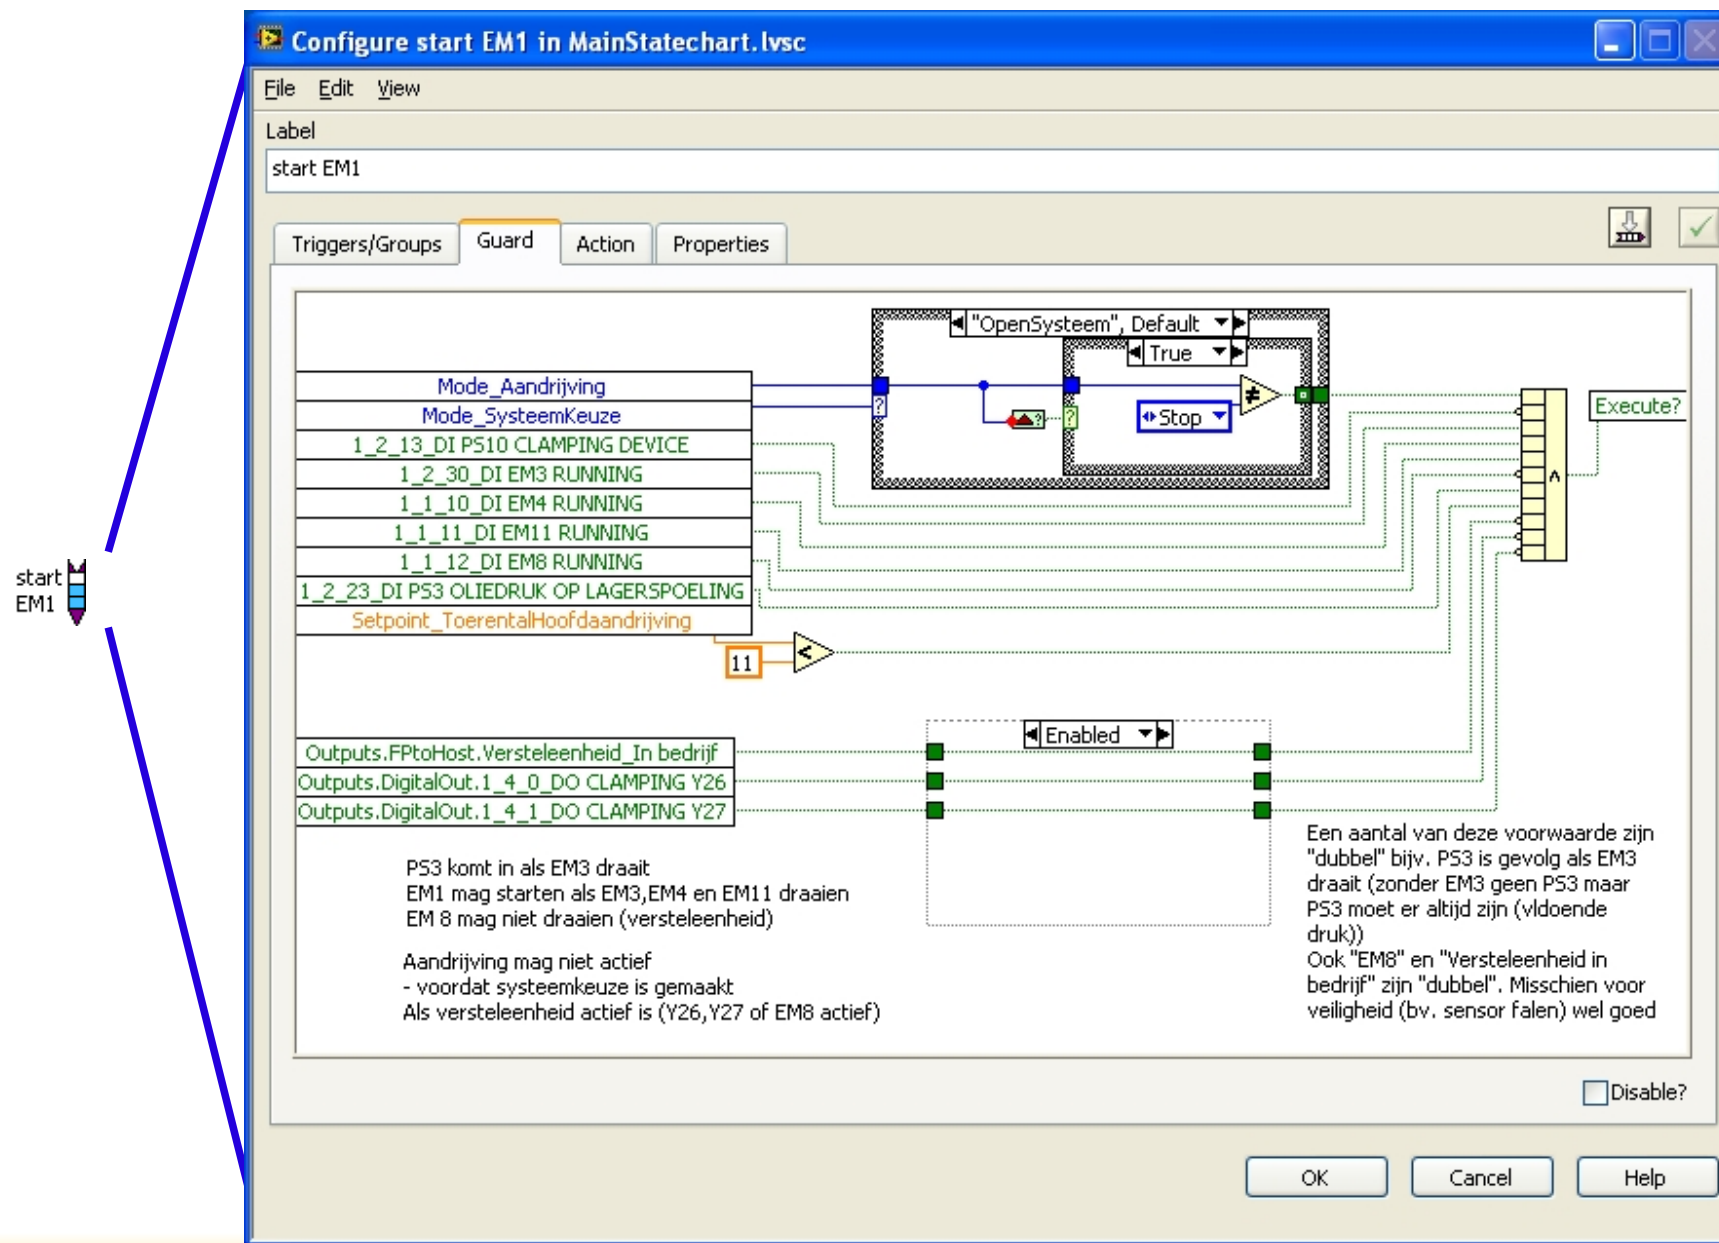 Configure start EM1 in MainStatechart.lvsc
File Edit View
Label
start EM1
Triggers/Groups Guard Action Properties
"OpenSysteem", Default
True
Mode_Aandrijving
Mode_SysteemKeuze
?
?
?
≠
Stop
Execute?
1_2_13_DI PS10 CLAMPING DEVICE
1_2_30_DI EM3 RUNNING
1_1_10_DI EM4 RUNNING
1_1_11_DI EM11 RUNNING
1_1_12_DI EM8 RUNNING
1_2_23_DI PS3 OLIEDRUK OP LAGERSPOELING
Setpoint_ToerentalHoofdaandrijving
11
<
∧
start
EM1
Enabled
Outputs.FPtoHost.Versteleenheid_In bedrijf
Outputs.DigitalOut.1_4_0_DO CLAMPING Y26
Outputs.DigitalOut.1_4_1_DO CLAMPING Y27
PS3 komt in als EM3 draait
EM1 mag starten als EM3,EM4 en EM11 draaien
EM 8 mag niet draaien (versteleenheid)
Aandrijving mag niet actief
- voordat systeemkeuze is gemaakt
Als versteleenheid actief is (Y26,Y27 of EM8 actief)
Een aantal van deze voorwaarde zijn
"dubbel" bijv. PS3 is gevolg als EM3
draait (zonder EM3 geen PS3 maar
PS3 moet er altijd zijn (vldoende
druk))
Ook "EM8" en "Versteleenheid in
bedrijf" zijn "dubbel". Misschien voor
veiligheid (bv. sensor falen) wel goed
Disable?
OK Cancel Help